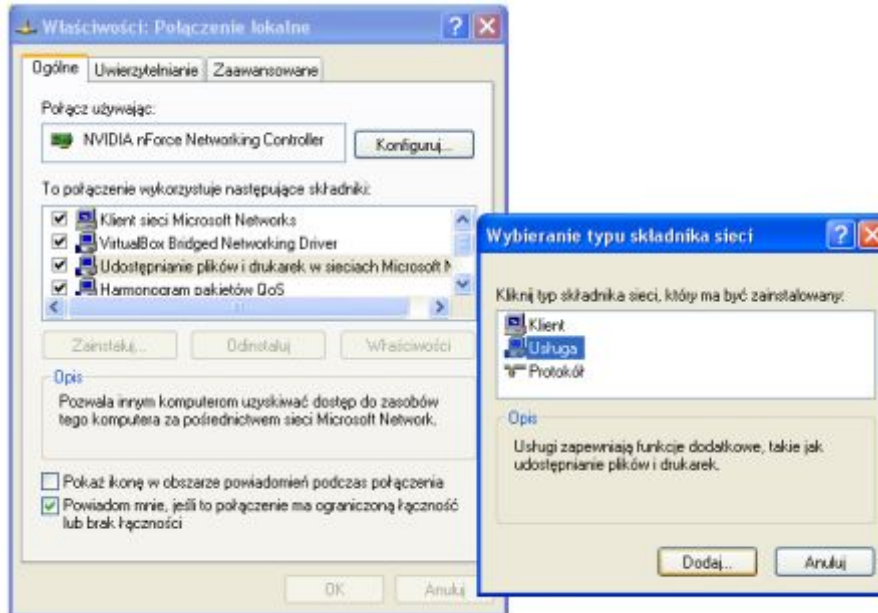 Właściwości: Połączenie lokalne
Ogólne
Uwierzytelnianie
Zaawansowane
Połącz używając:
NVIDIA nForce Networking Controller
Konfiguruj...
To połączenie wykorzystuje następujące składniki:
Klient sieci Microsoft Networks
VirtualBox Bridged Networking Driver
Udostępnianie plików i drukarek w sieciach Microsoft N
Harmonogram pakietów QoS
Zainstaluj...
Odinstaluj
Właściwości
Opis
Pozwala innym komputerom uzyskiwać dostęp do zasobów
tego komputera za pośrednictwem sieci Microsoft Network.
Pokaż ikonę w obszarze powiadomień podczas połączenia
Powiadom mnie, jeśli to połączenie ma ograniczoną łączność
lub brak łączności
OK
Anuluj
Wybieranie typu składnika sieci
Kliknij typ składnika sieci, który ma być zainstalowany:
Klient
Usługa
Protokół
Opis
Usługi zapewniają funkcje dodatkowe, takie jak
udostępnianie plików i drukarek.
Dodaj...
Anuluj